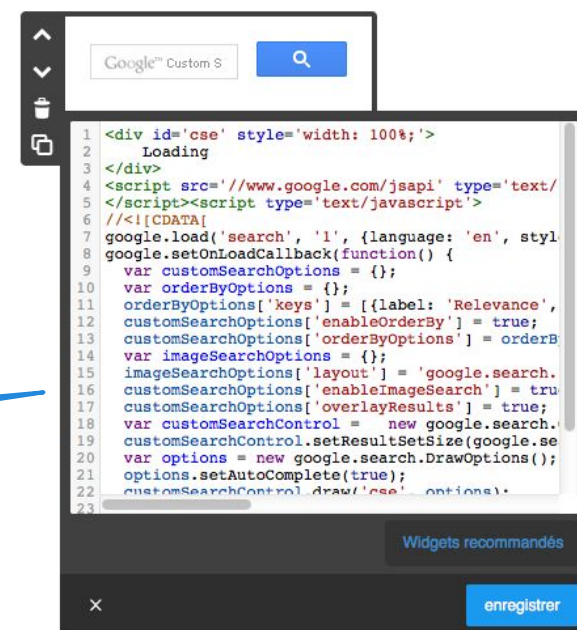 Google™ Custom S
1 <div id='cse' style='width: 100%;'>
2 Loading
3 </div>
4 <script src='//www.google.com/jsapi' type='text/
5 </script><script type='text/javascript'>
6 //<![CDATA[
7 google.load('search', '1', {language: 'en', styl
8 google.setOnLoadCallback(function() {
9 var customSearchOptions = {};
10 var orderByOptions = {};
11 orderByOptions['keys'] = [{label: 'Relevance',
12 customSearchOptions['enableOrderBy'] = true;
13 customSearchOptions['orderByOptions'] = orderB
14 var imageSearchOptions = {};
15 imageSearchOptions['layout'] = 'google.search.
16 customSearchOptions['enableImageSearch'] = tru
17 customSearchOptions['overlayResults'] = true;
18 var customSearchControl = new google.search.
19 customSearchControl.setResultSetSize(google.se
20 var options = new google.search.DrawOptions();
21 options.setAutoComplete(true);
22 customSearchControl.draw('cse', options);
23
Widgets recommandés
enregistrer